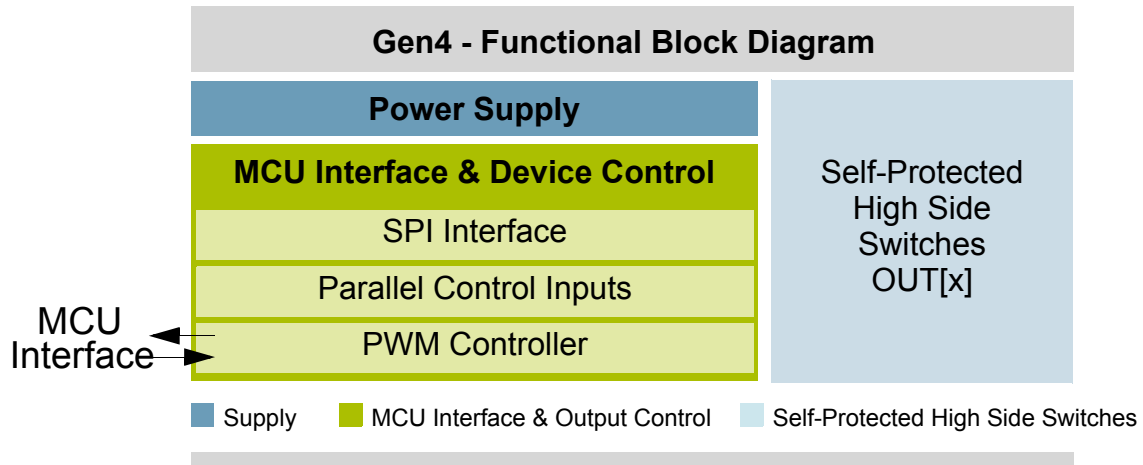 Gen4 - Functional Block Diagram
Power Supply
MCU Interface & Device Control
SPI Interface
Parallel Control Inputs
PWM Controller
Self-Protected
High Side
Switches
OUT[x]
MCU
Interface
Supply
MCU Interface & Output Control
Self-Protected High Side Switches